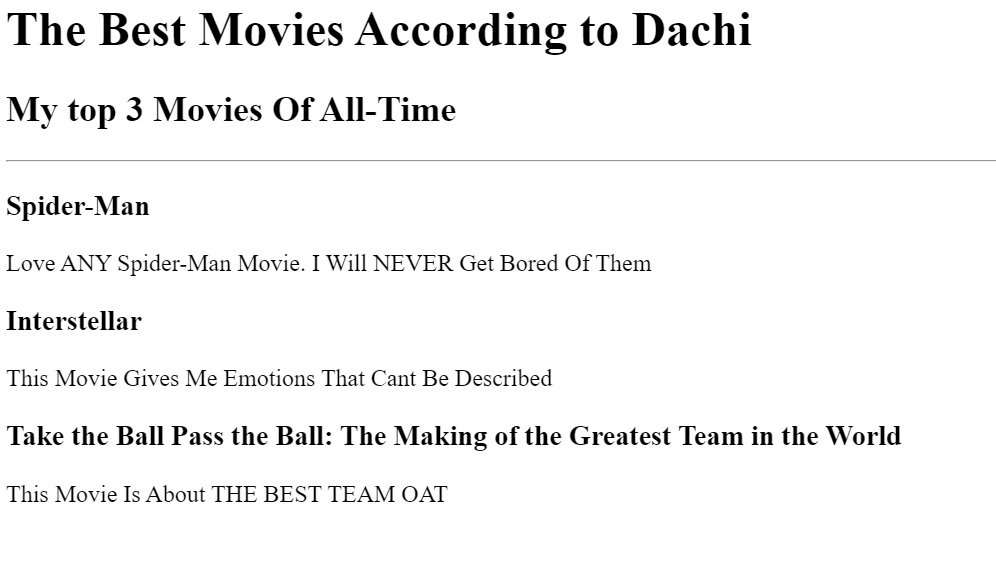 The Best Movies According to Dachi
My top 3 Movies Of All-Time
Spider-Man
Love ANY Spider-Man Movie. I Will NEVER Get Bored Of Them
Interstellar
This Movie Gives Me Emotions That Cant Be Described
Take the Ball Pass the Ball: The Making of the Greatest Team in the World
This Movie Is About THE BEST TEAM OAT